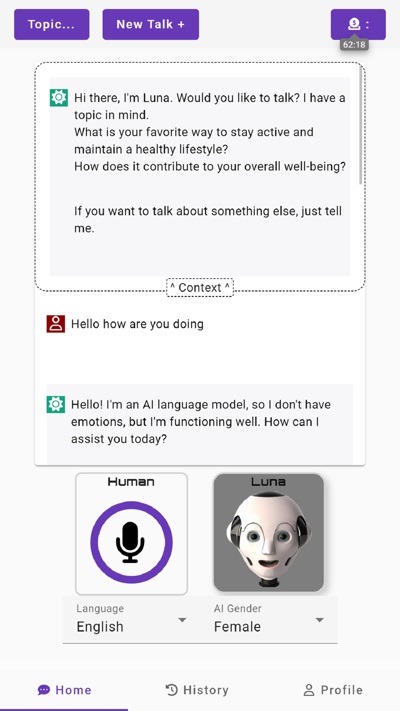 Topic...
New Talk +
:
62:18
Hi there, I'm Luna. Would you like to talk? I have a
topic in mind.
What is your favorite way to stay active and
maintain a healthy lifestyle?
How does it contribute to your overall well-being?
If you want to talk about something else, just tell
me.
^ Context ^
Hello how are you doing
Hello! I'm an AI language model, so I don't have
emotions, but I'm functioning well. How can I
assist you today?
Human
Luna
Language
English
AI Gender
Female
Home
History
Profile